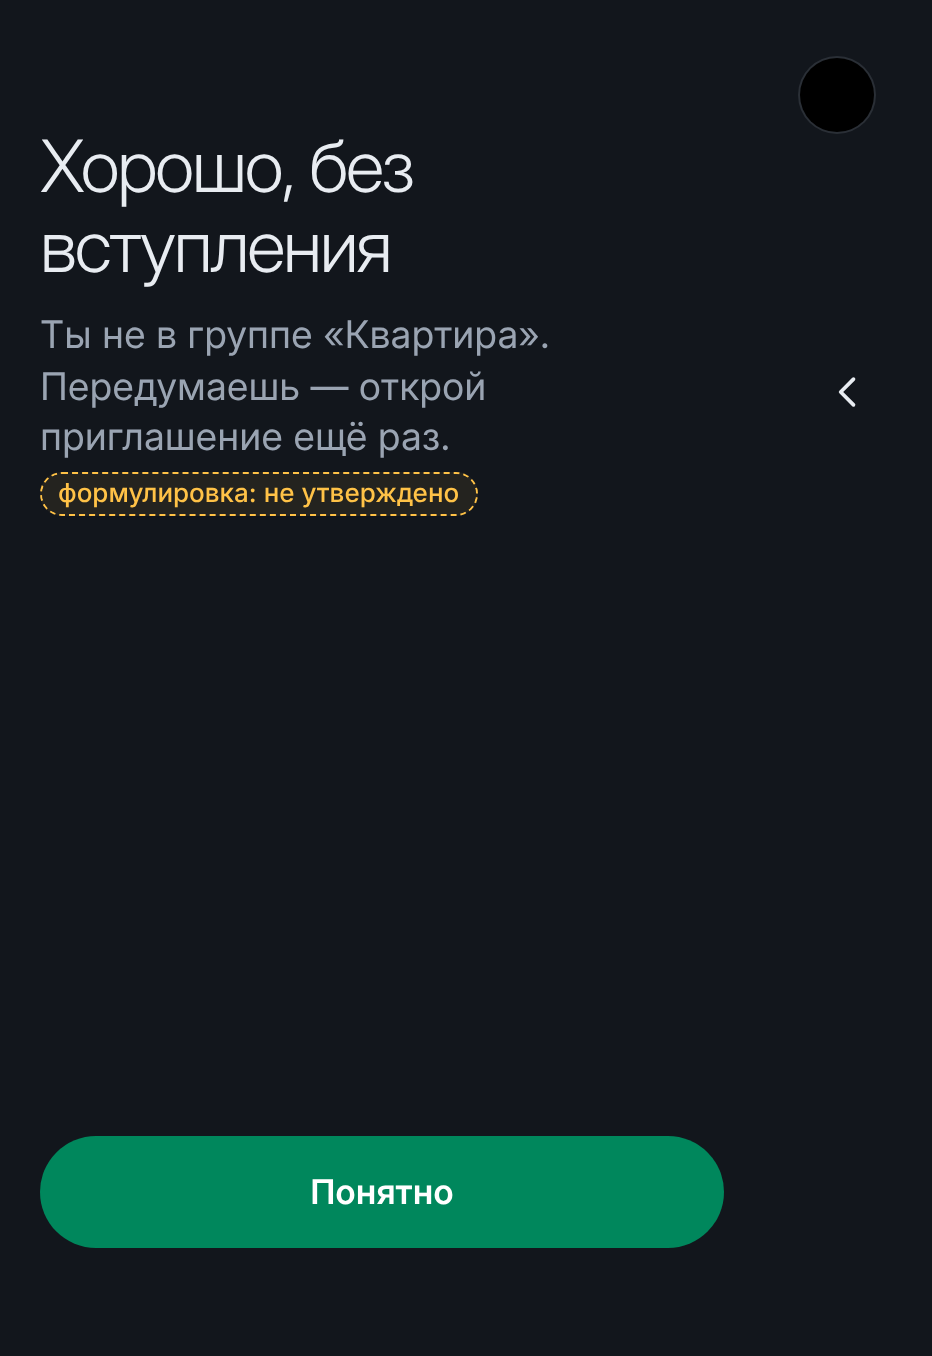 Хорошо, без
вступления
Ты не в группе «Квартира».
Передумаешь — открой
приглашение ещё раз.
формулировка: не утверждено
Понятно